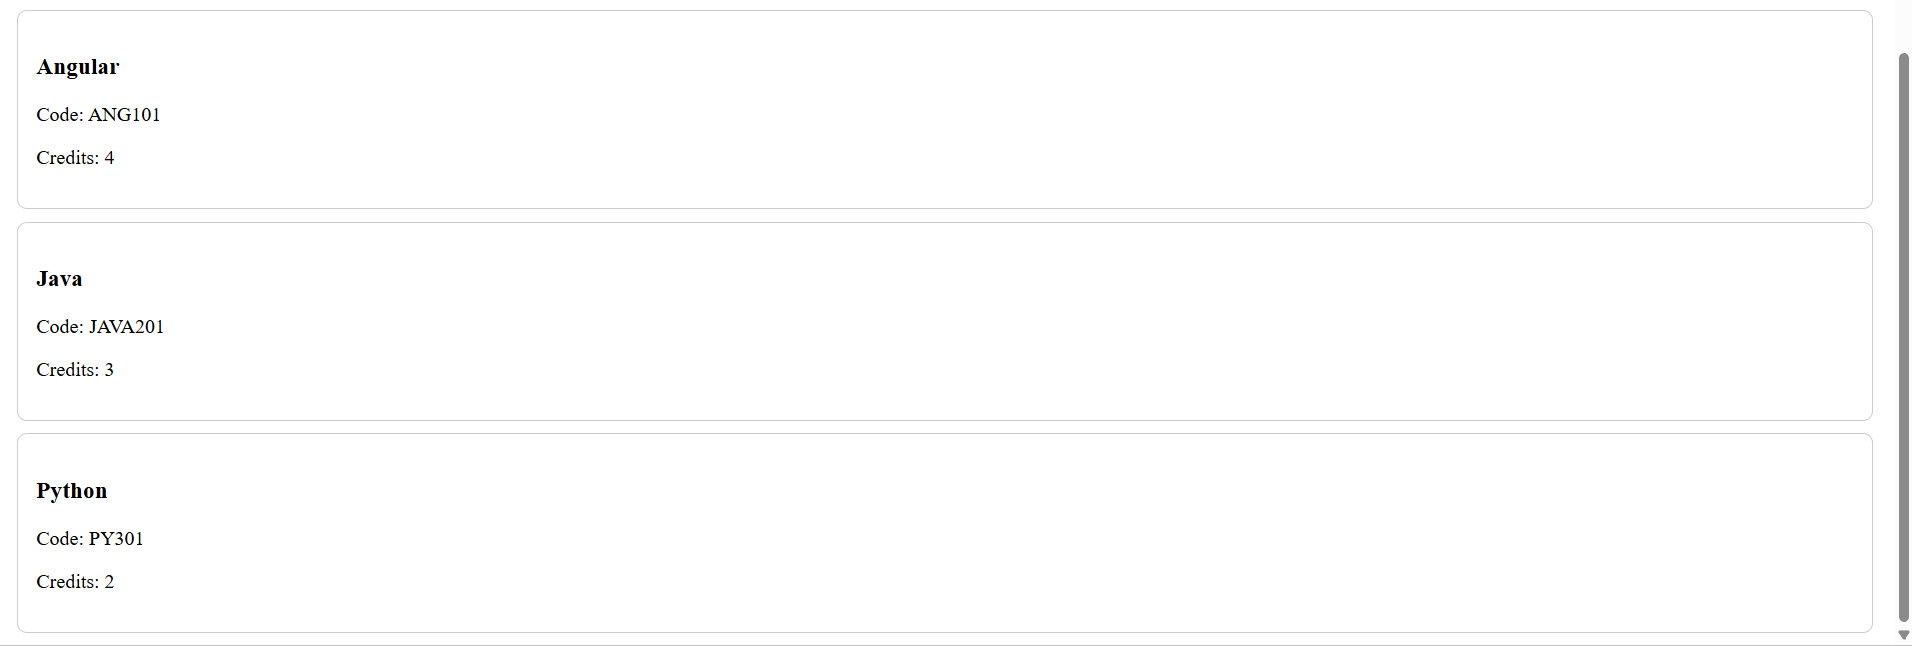 Angular
Code: ANG101
Credits: 4
Java
Code: JAVA201
Credits: 3
Python
Code: PY301
Credits: 2